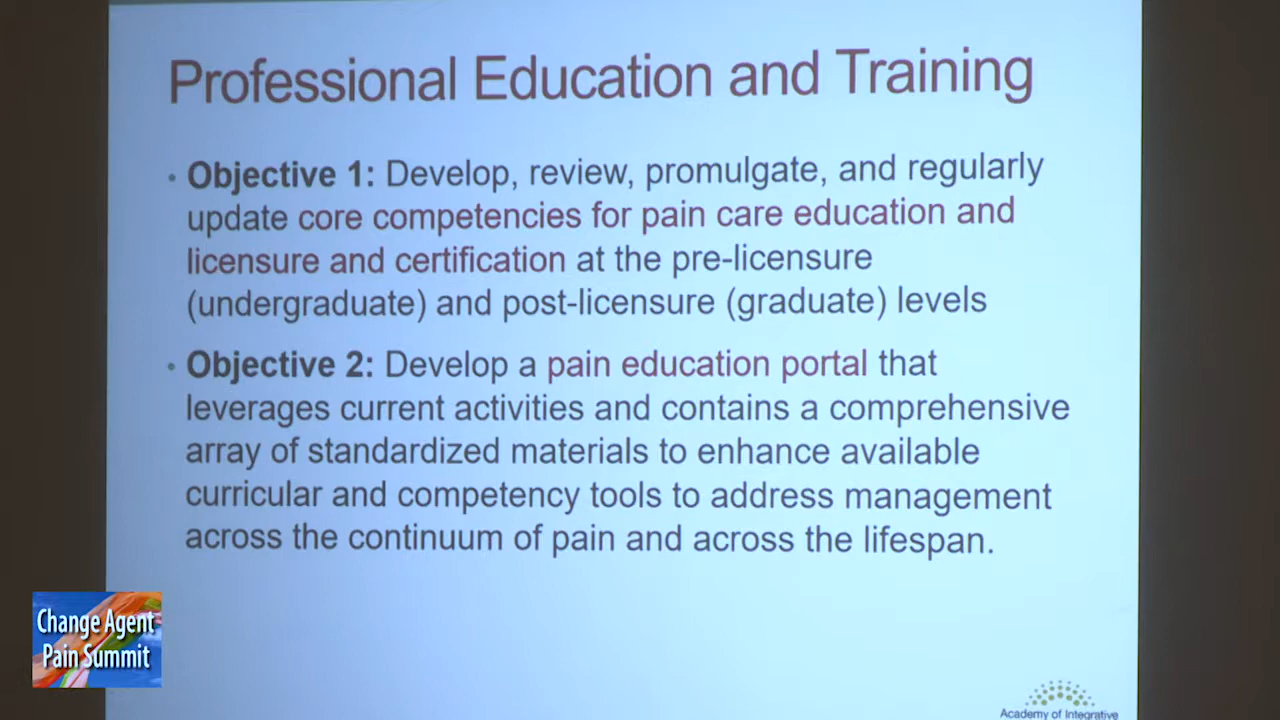 Professional Education and Training
• Objective 1: Develop, review, promulgate, and regularly
update core competencies for pain care education and
licensure and certification at the pre-licensure
(undergraduate) and post-licensure (graduate) levels
• Objective 2: Develop a pain education portal that
leverages current activities and contains a comprehensive
array of standardized materials to enhance available
curricular and competency tools to address management
across the continuum of pain and across the lifespan.
Change Agent
Pain Summit
Academy of Integrative